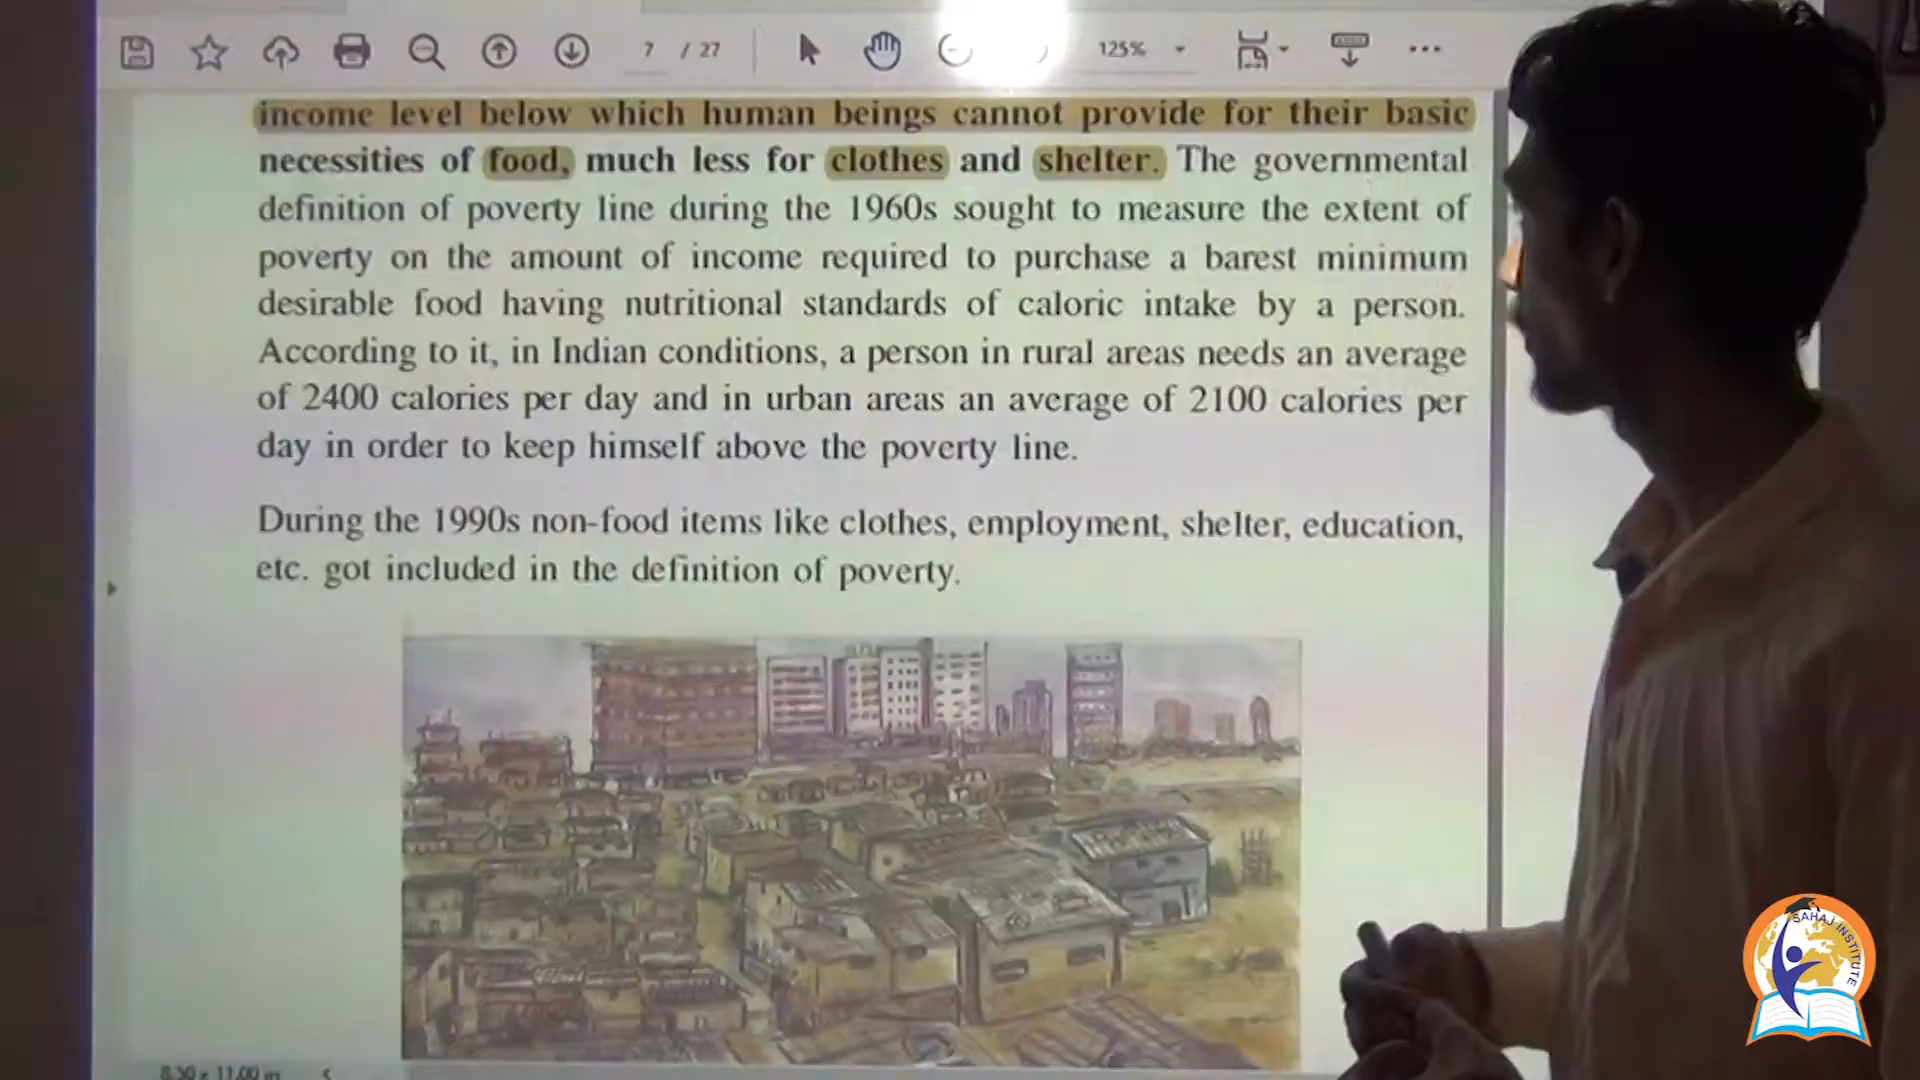 7 / 27
125%
income level below which human beings cannot provide for their basic
necessities of food, much less for clothes and shelter. The governmental
definition of poverty line during the 1960s sought to measure the extent of
poverty on the amount of income required to purchase a barest minimum
desirable food having nutritional standards of caloric intake by a person.
According to it, in Indian conditions, a person in rural areas needs an average
of 2400 calories per day and in urban areas an average of 2100 calories per
day in order to keep himself above the poverty line.
During the 1990s non-food items like clothes, employment, shelter, education,
etc. got included in the definition of poverty.
8.50 x 11.00 in
SAHAJ INSTITUTE